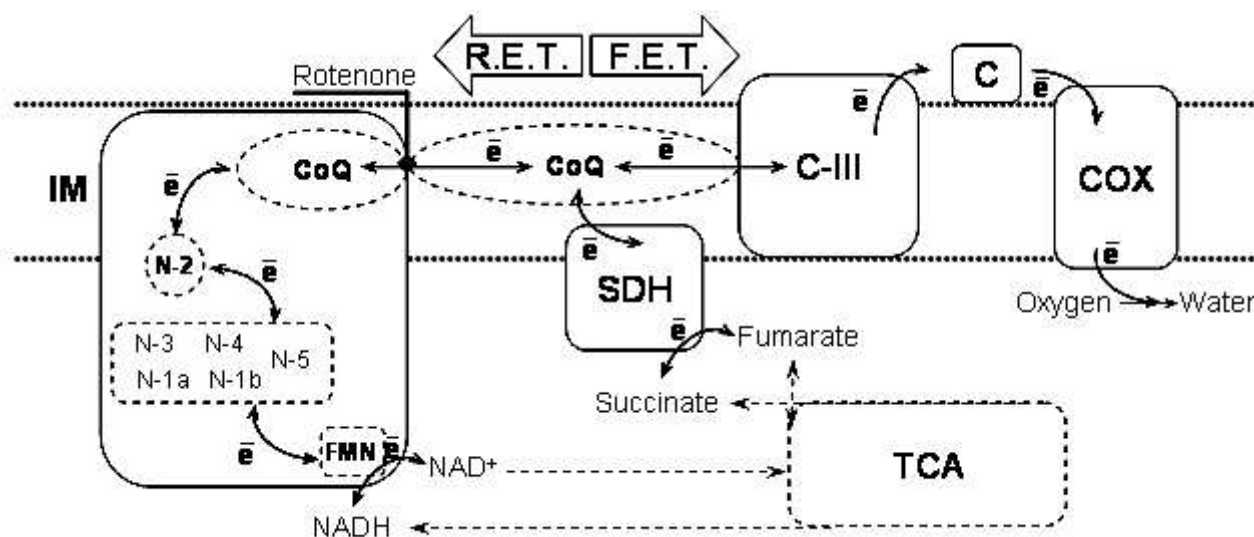 R.E.T. F.E.T.
Rotenone
C
ē
ē
IM
CoQ
ē
CoQ
ē
C-III
COX
ē
N-2
ē
ē
ē
SDH
Oxygen
Water
N-3 N-4
N-5
N-1a N-1b
ē
Fumarate
Succinate
ē
FMN
ē
NAD⁺
TCA
NADH